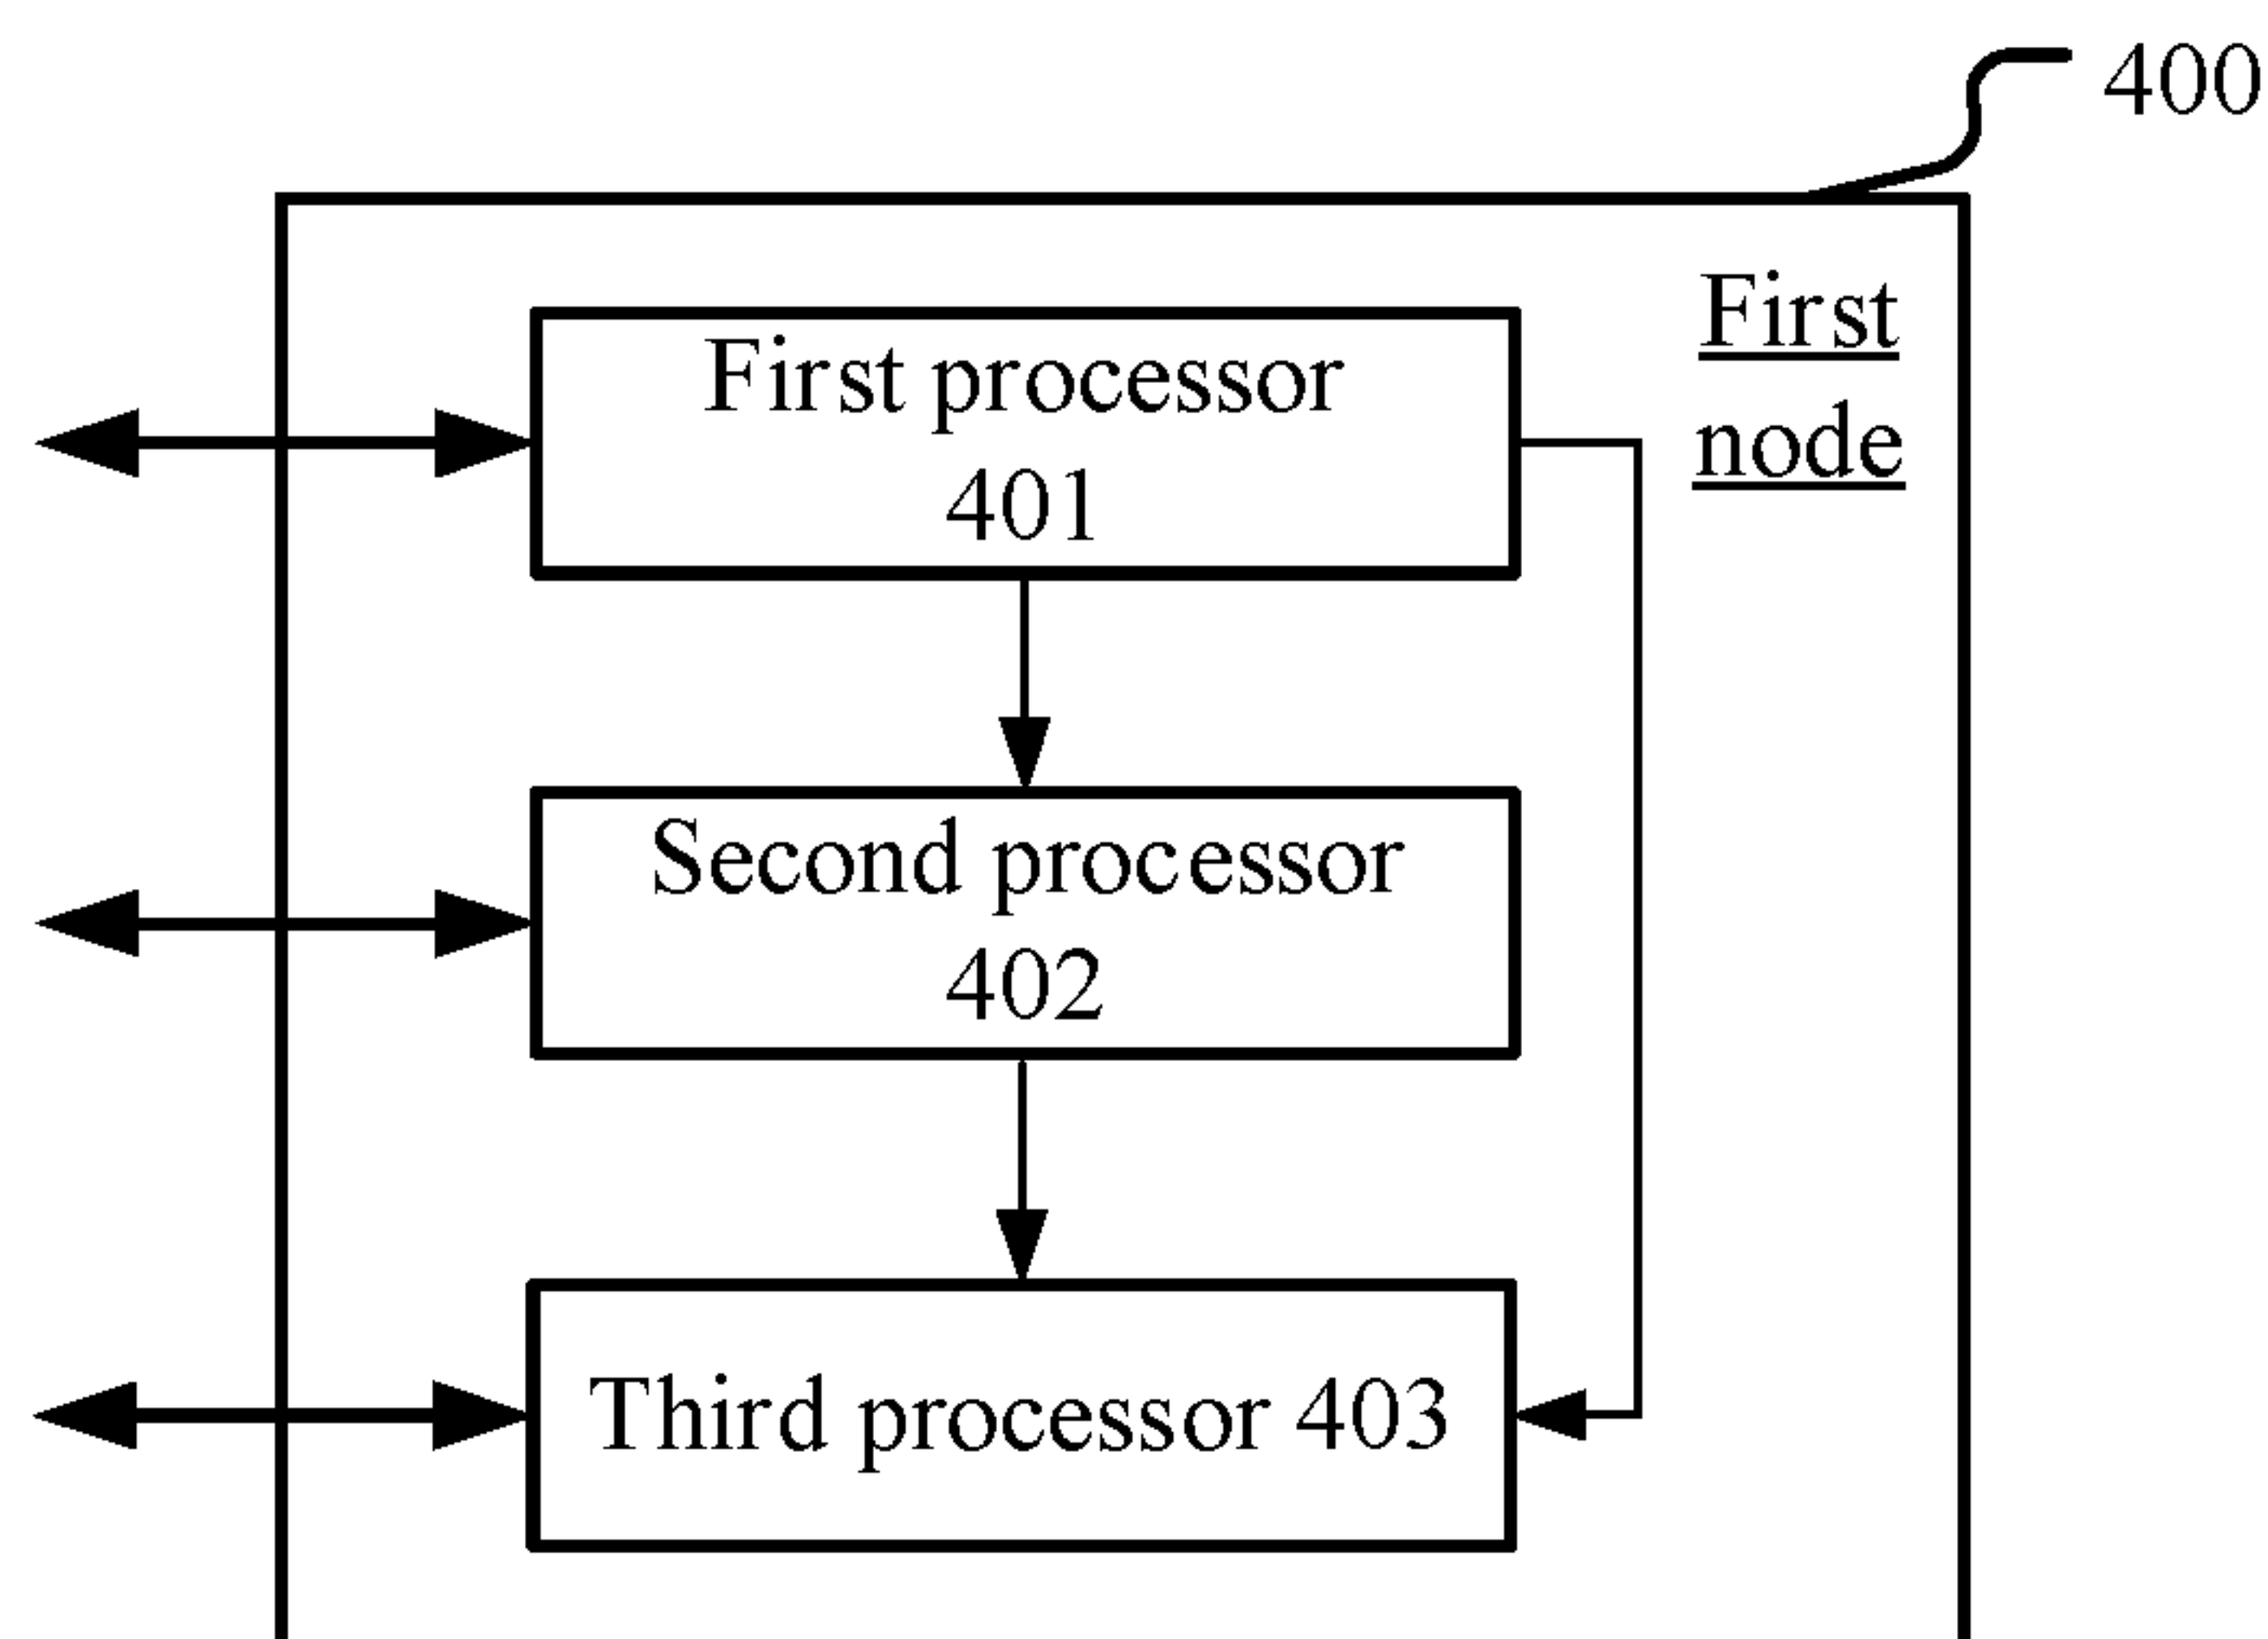 400
First
node
First processor
401
Second processor
402
Third processor 403